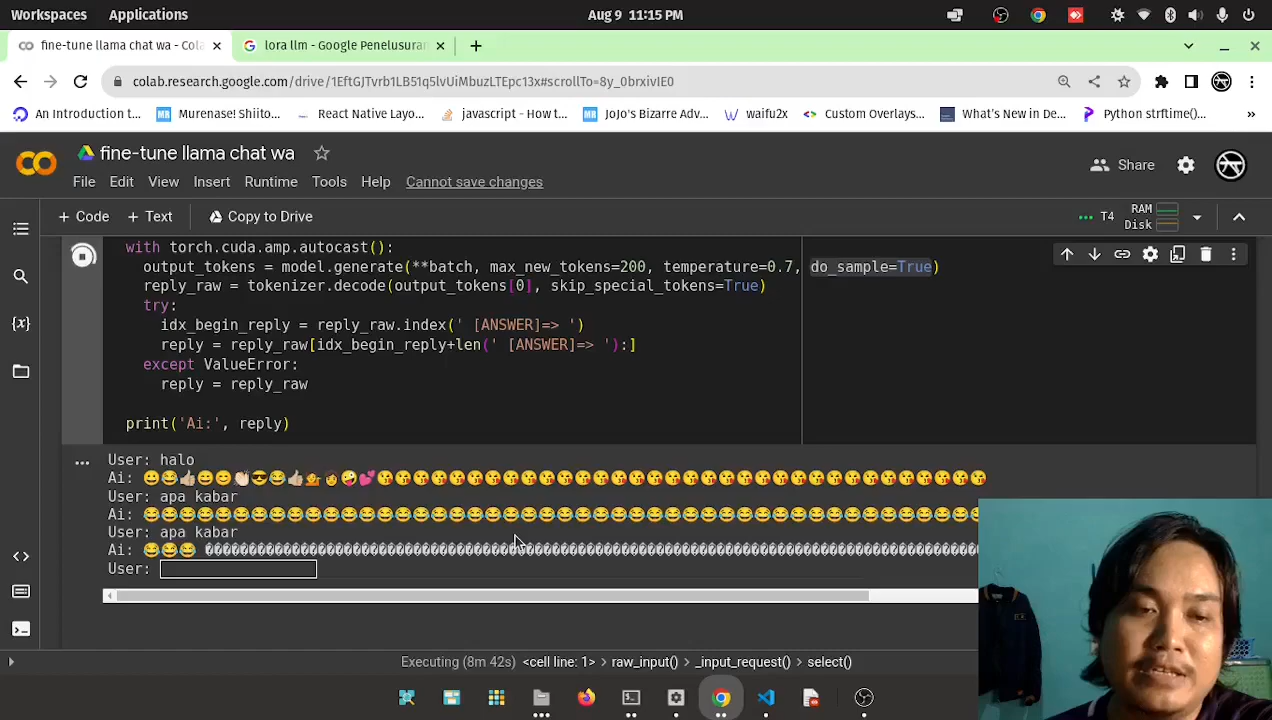 Workspaces Applications Aug 9 11:15 PM
fine-tune llama chat wa - Cola
lora llm - Google Penelusuran
colab.research.google.com/drive/1EftGJTvrb1LB51q5lvUiMbuzLTEpc13x#scrollTo=8y_0brxivIE0
An Introduction t... Murenase! Shiito... React Native Layo... javascript - How t... JoJo's Bizarre Adv... waifu2x Custom Overlays... What's New in De... Python strftime()... »
fine-tune llama chat wa
Share
File Edit View Insert Runtime Tools Help Cannot save changes
+ Code + Text Copy to Drive
T4 RAM
Disk
with torch.cuda.amp.autocast():
output_tokens = model.generate(**batch, max_new_tokens=200, temperature=0.7, do_sample=True)
reply_raw = tokenizer.decode(output_tokens[0], skip_special_tokens=True)
try:
idx_begin_reply = reply_raw.index(' [ANSWER]=> ')
reply = reply_raw[idx_begin_reply+len(' [ANSWER]=> '):]
except ValueError:
reply = reply_raw
print('Ai:', reply)
User: halo
Ai:
User: apa kabar
Ai:
User: apa kabar
Ai:
User:
Executing (8m 42s) <cell line: 1> > raw_input() > _input_request() > select()